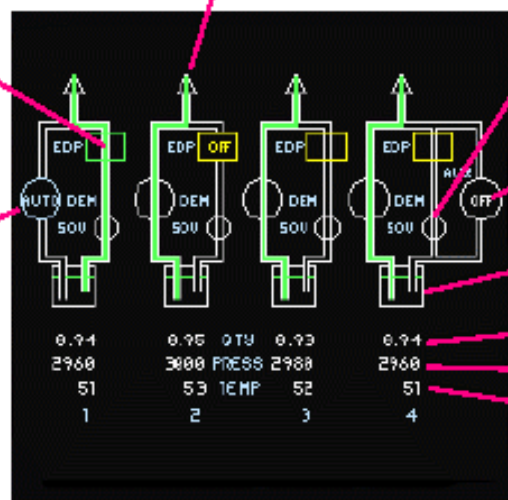 EDP EDP OFF EDP EDP
AUX
AUTO DEM DEM DEM DEM OFF
SOV SOV SOV SOV
0.94 0.95 QTY 0.93 0.94
2960 3000 PRESS 2980 2960
51 53 TEMP 52 51
1 2 3 4